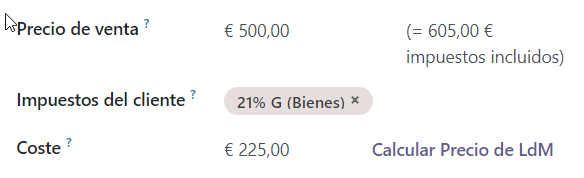 Precio de venta ? € 500,00 (= 605,00 €
impuestos incluidos)
Impuestos del cliente ? 21% G (Bienes) ×
Coste ? € 225,00 Calcular Precio de LdM